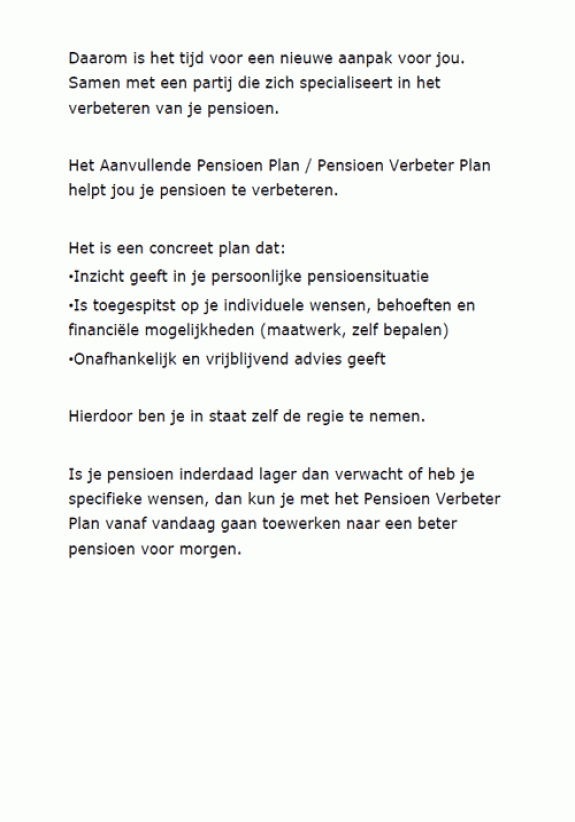 Daarom is het tijd voor een nieuwe aanpak voor jou.
Samen met een partij die zich specialiseert in het
verbeteren van je pensioen.
Het Aanvullende Pensioen Plan / Pensioen Verbeter Plan
helpt jou je pensioen te verbeteren.
Het is een concreet plan dat:
•Inzicht geeft in je persoonlijke pensioensituatie
•Is toegespitst op je individuele wensen, behoeften en
financiële mogelijkheden (maatwerk, zelf bepalen)
•Onafhankelijk en vrijblijvend advies geeft
Hierdoor ben je in staat zelf de regie te nemen.
Is je pensioen inderdaad lager dan verwacht of heb je
specifieke wensen, dan kun je met het Pensioen Verbeter
Plan vanaf vandaag gaan toewerken naar een beter
pensioen voor morgen.